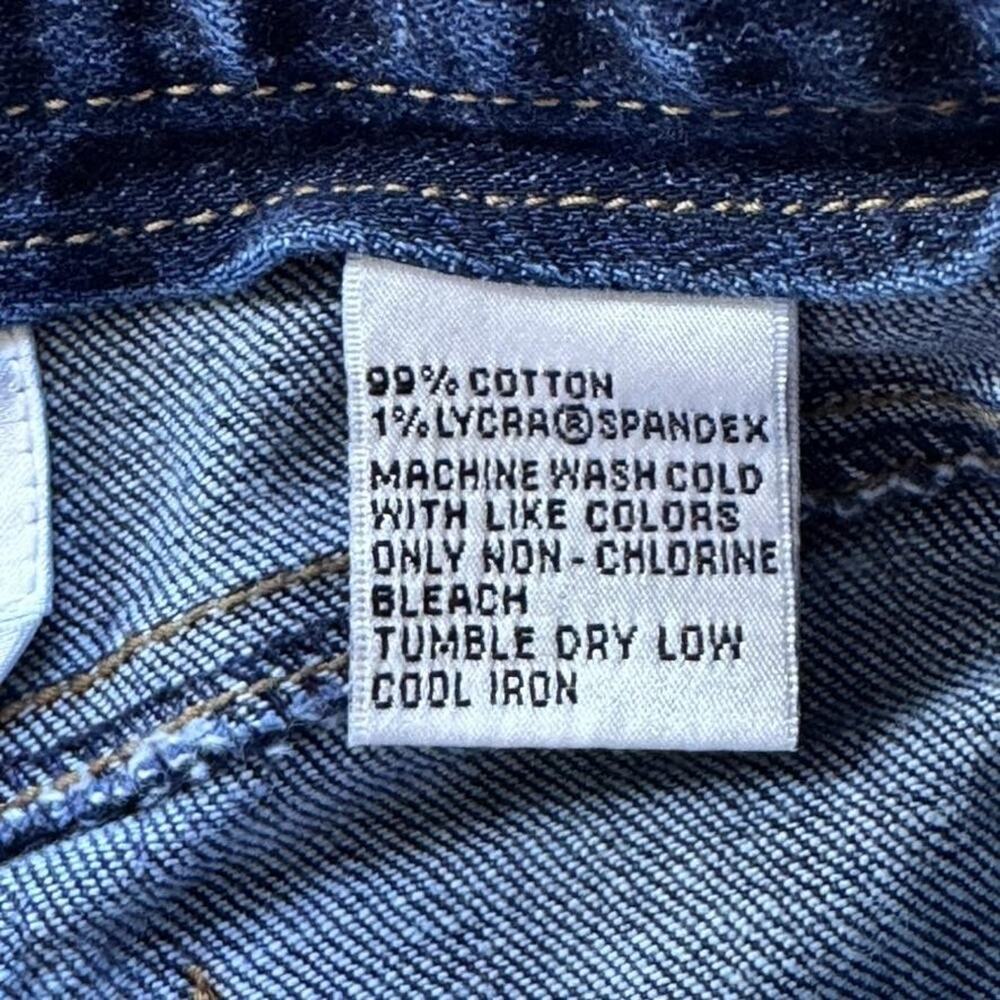 99% COTTON
1% LYCRA® SPANDEX
MACHINE WASH COLD
WITH LIKE COLORS
ONLY NON-CHLORINE
BLEACH
TUMBLE DRY LOW
COOL IRON